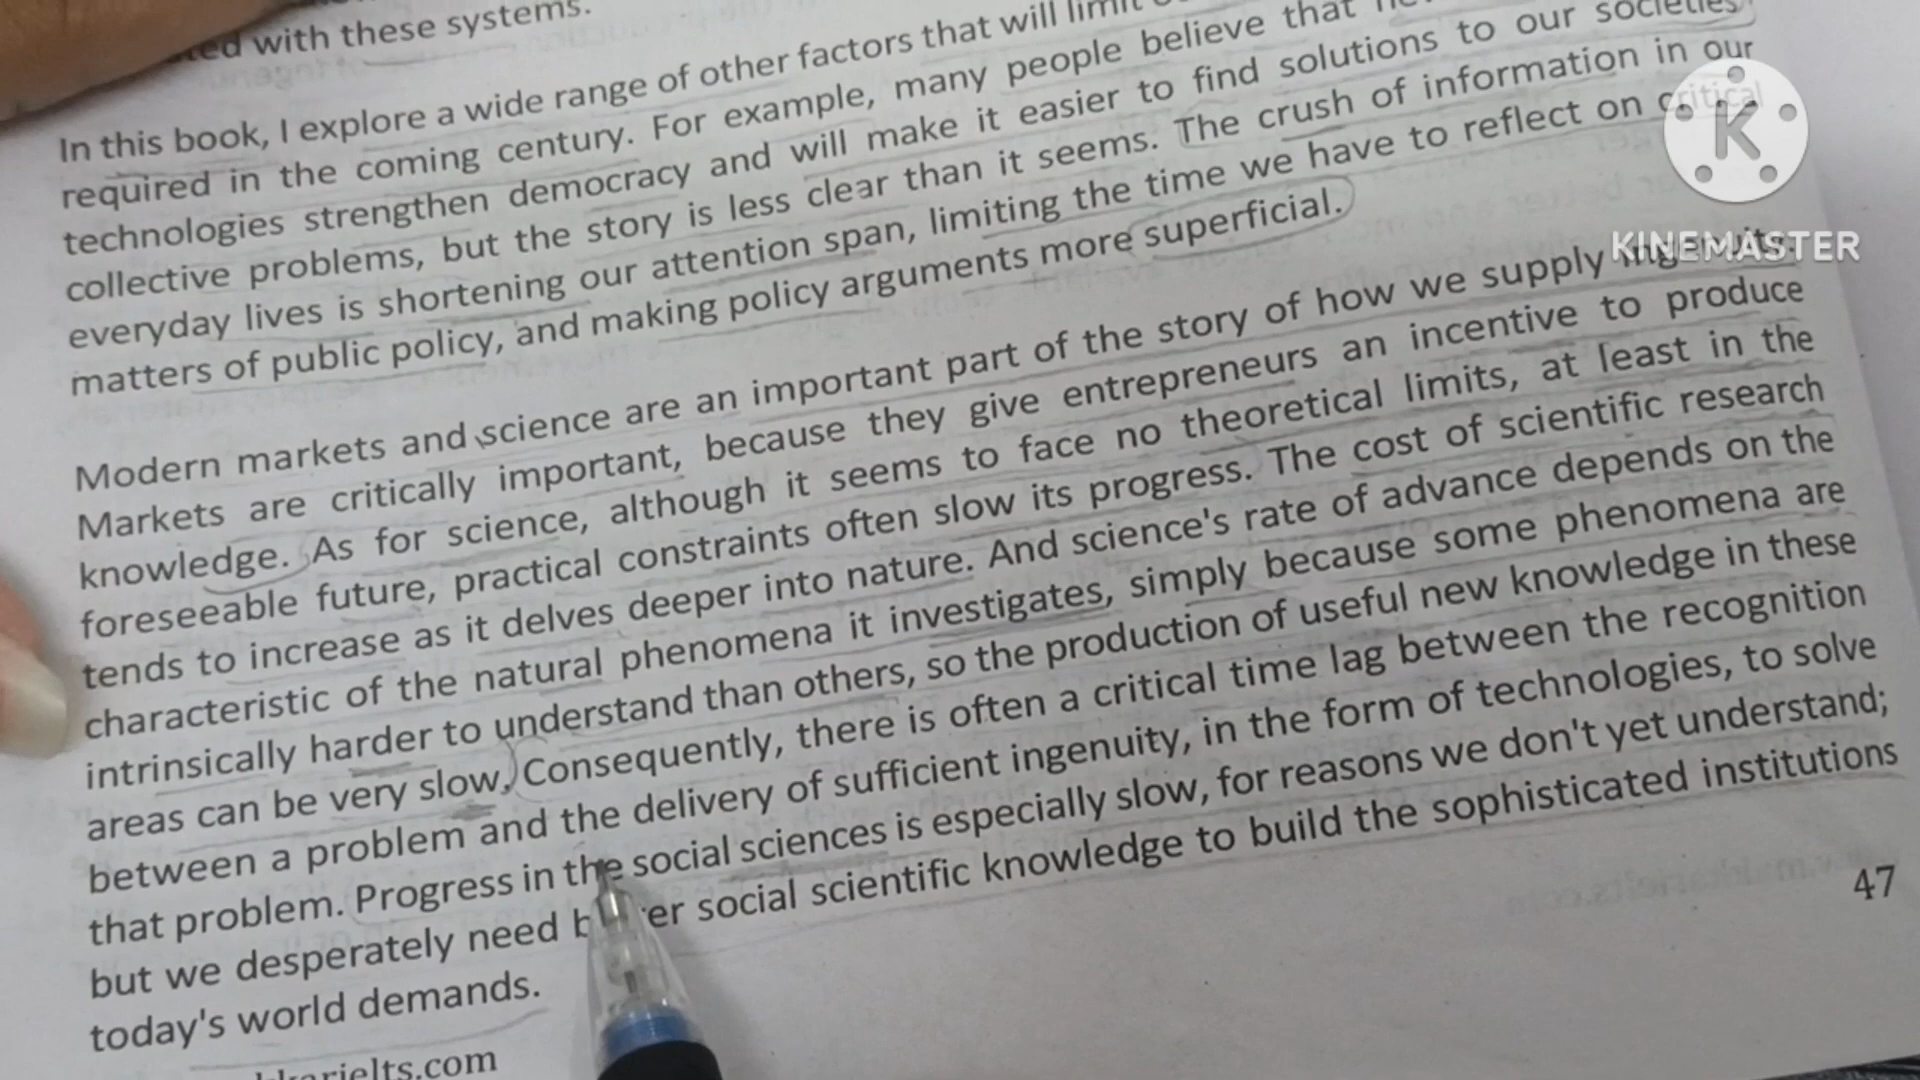 with these systems.
In this book, I explore a wide range of other factors that will limit
required in the coming century. For example, many people believe that
technologies strengthen democracy and will make it easier to find solutions to our societies'
collective problems, but the story is less clear than it seems. The crush of information in our
everyday lives is shortening our attention span, limiting the time we have to reflect on critical
matters of public policy, and making policy arguments more superficial.
Modern markets and science are an important part of the story of how we supply ingenuity.
Markets are critically important, because they give entrepreneurs an incentive to produce
knowledge. As for science, although it seems to face no theoretical limits, at least in the
foreseeable future, practical constraints often slow its progress. The cost of scientific research
tends to increase as it delves deeper into nature. And science's rate of advance depends on the
characteristic of the natural phenomena it investigates, simply because some phenomena are
intrinsically harder to understand than others, so the production of useful new knowledge in these
areas can be very slow. Consequently, there is often a critical time lag between the recognition
between a problem and the delivery of sufficient ingenuity, in the form of technologies, to solve
that problem. Progress in the social sciences is especially slow, for reasons we don't yet understand;
but we desperately need social scientific knowledge to build the sophisticated institutions
today's world demands.
47
K
KINEMASTER